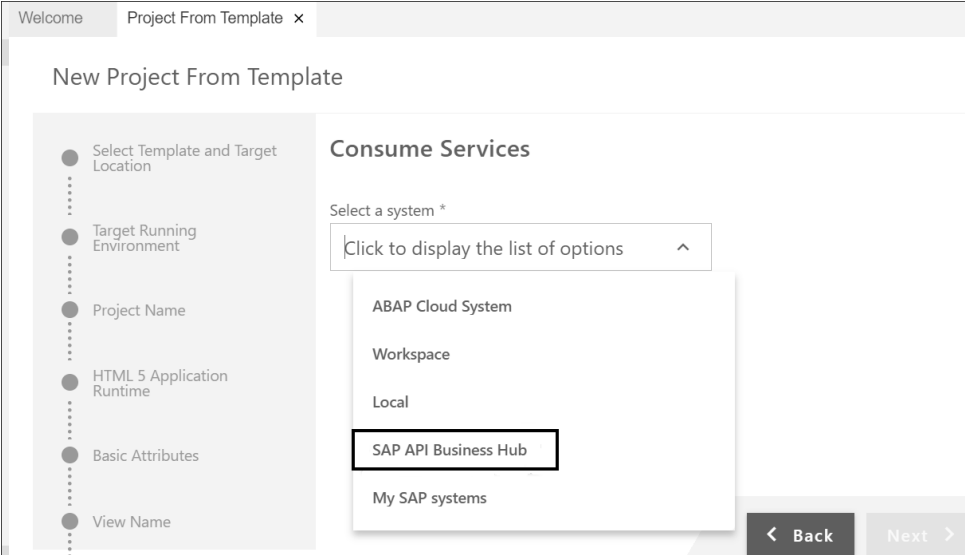 Welcome
Project From Template ×
New Project From Template
Select Template and Target
Location
Target Running
Environment
Project Name
HTML 5 Application
Runtime
Basic Attributes
View Name
Consume Services
Select a system *
Click to display the list of options
ABAP Cloud System
Workspace
Local
SAP API Business Hub
My SAP systems
Back
Next